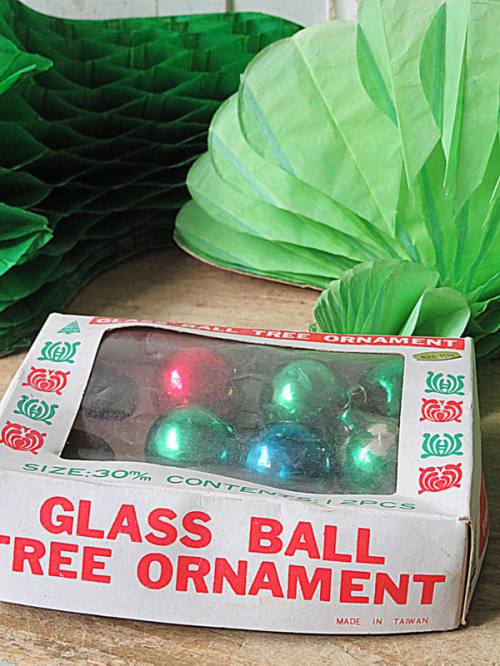 GLASS BALL TREE ORNAMENT
SIZE: 30m/m CONTENTS: 12PCS
GLASS BALL
TREE ORNAMENT
MADE IN TAIWAN